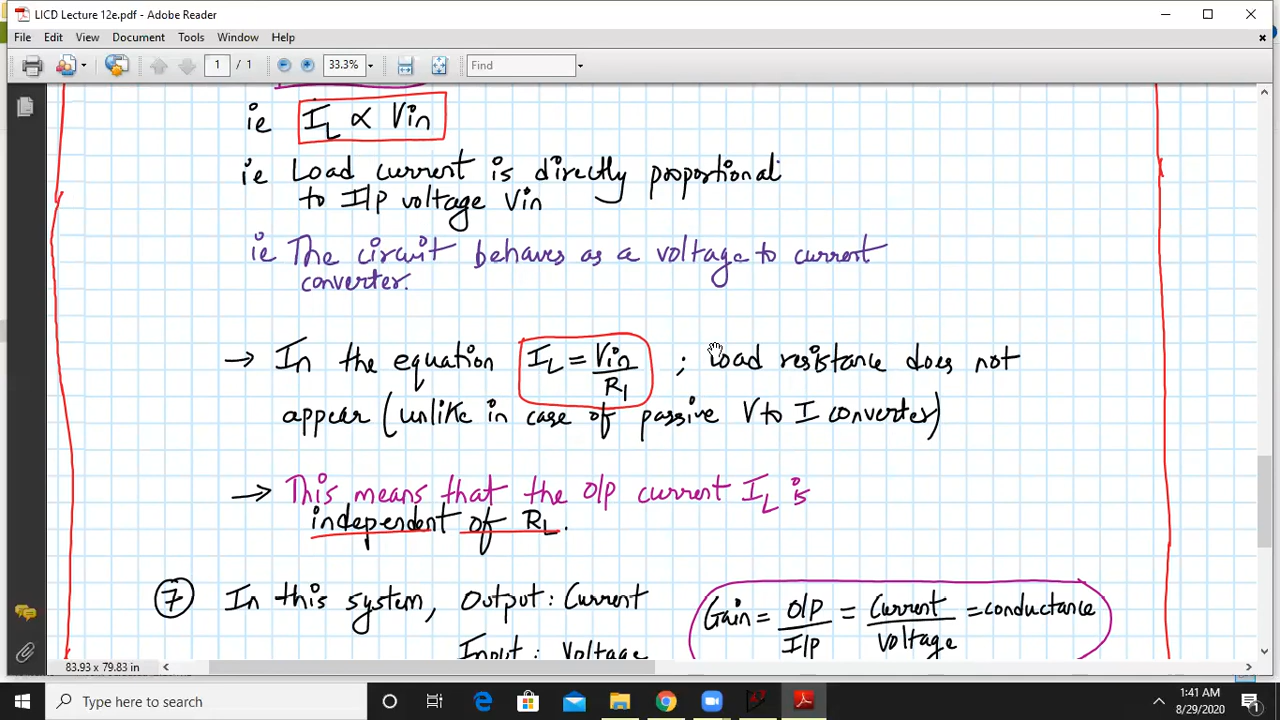 LICD Lecture 12e.pdf - Adobe Reader
File Edit View Document Tools Window Help
1 / 1 33.3% Find
ie IL ∝ Vin
ie Load current is directly proportional
to I/p voltage Vin
ie The circuit behaves as a voltage to current
converter.
→ In the equation IL = Vin/R1 ; Load resistance does not
appear (unlike in case of passive V to I converter)
→ This means that the o/p current IL is
independent of RL.
7 In this system, Output: Current
Input: Voltage
Gain = O/P / I/P = Current / Voltage = conductance
83.93 x 79.83 in
Type here to search
1:41 AM
8/29/2020